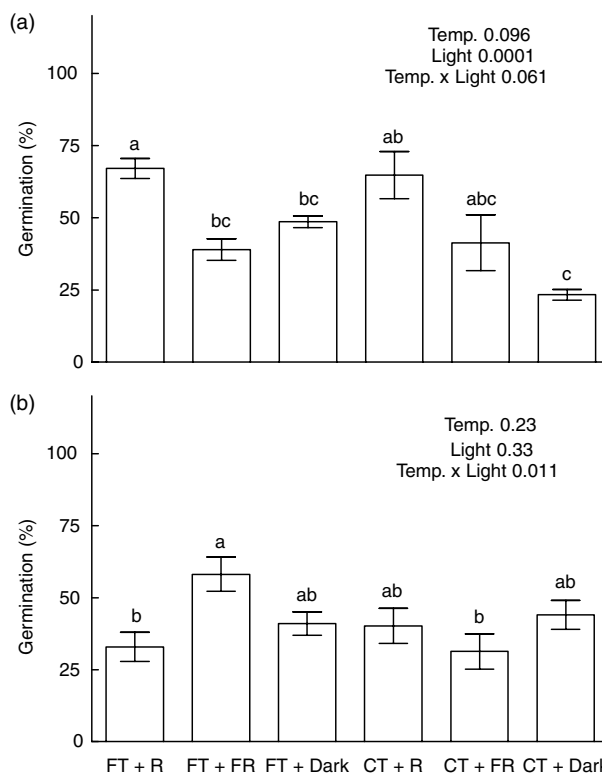 (a)
Temp. 0.096
Light 0.0001
Temp. x Light 0.061
Germination (%)
100
75
50
25
0
a
bc
bc
ab
abc
c
(b)
Temp. 0.23
Light 0.33
Temp. x Light 0.011
Germination (%)
100
75
50
25
0
b
a
ab
ab
b
ab
FT + R FT + FR FT + Dark CT + R CT + FR CT + Dark